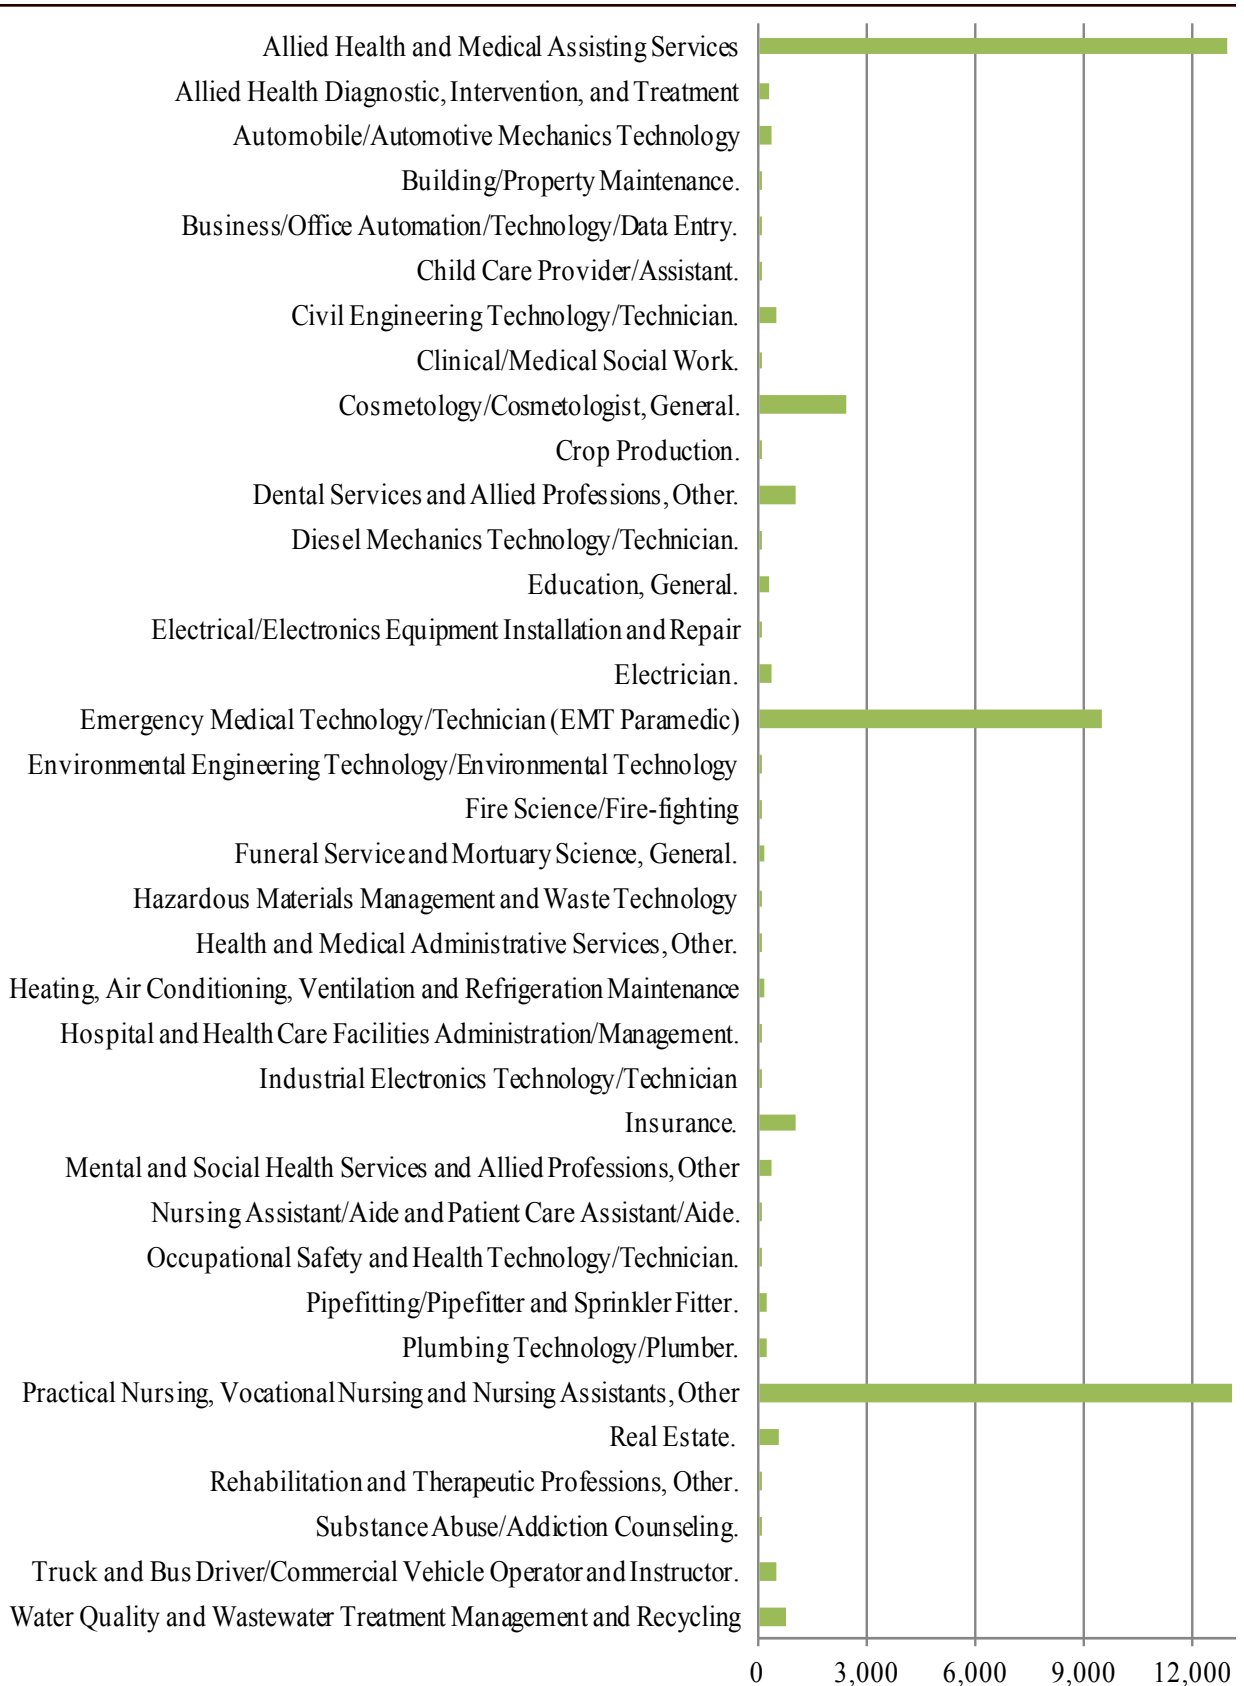 Allied Health and Medical Assisting Services
Allied Health Diagnostic, Intervention, and Treatment
Automobile/Automotive Mechanics Technology
Building/Property Maintenance.
Business/Office Automation/Technology/Data Entry.
Child Care Provider/Assistant.
Civil Engineering Technology/Technician.
Clinical/Medical Social Work.
Cosmetology/Cosmetologist, General.
Crop Production.
Dental Services and Allied Professions, Other.
Diesel Mechanics Technology/Technician.
Education, General.
Electrical/Electronics Equipment Installation and Repair
Electrician.
Emergency Medical Technology/Technician (EMT Paramedic)
Environmental Engineering Technology/Environmental Technology
Fire Science/Fire-fighting
Funeral Service and Mortuary Science, General.
Hazardous Materials Management and Waste Technology
Health and Medical Administrative Services, Other.
Heating, Air Conditioning, Ventilation and Refrigeration Maintenance
Hospital and Health Care Facilities Administration/Management.
Industrial Electronics Technology/Technician
Insurance.
Mental and Social Health Services and Allied Professions, Other
Nursing Assistant/Aide and Patient Care Assistant/Aide.
Occupational Safety and Health Technology/Technician.
Pipefitting/Pipefitter and Sprinkler Fitter.
Plumbing Technology/Plumber.
Practical Nursing, Vocational Nursing and Nursing Assistants, Other
Real Estate.
Rehabilitation and Therapeutic Professions, Other.
Substance Abuse/Addiction Counseling.
Truck and Bus Driver/Commercial Vehicle Operator and Instructor.
Water Quality and Wastewater Treatment Management and Recycling
0 3,000 6,000 9,000 12,000